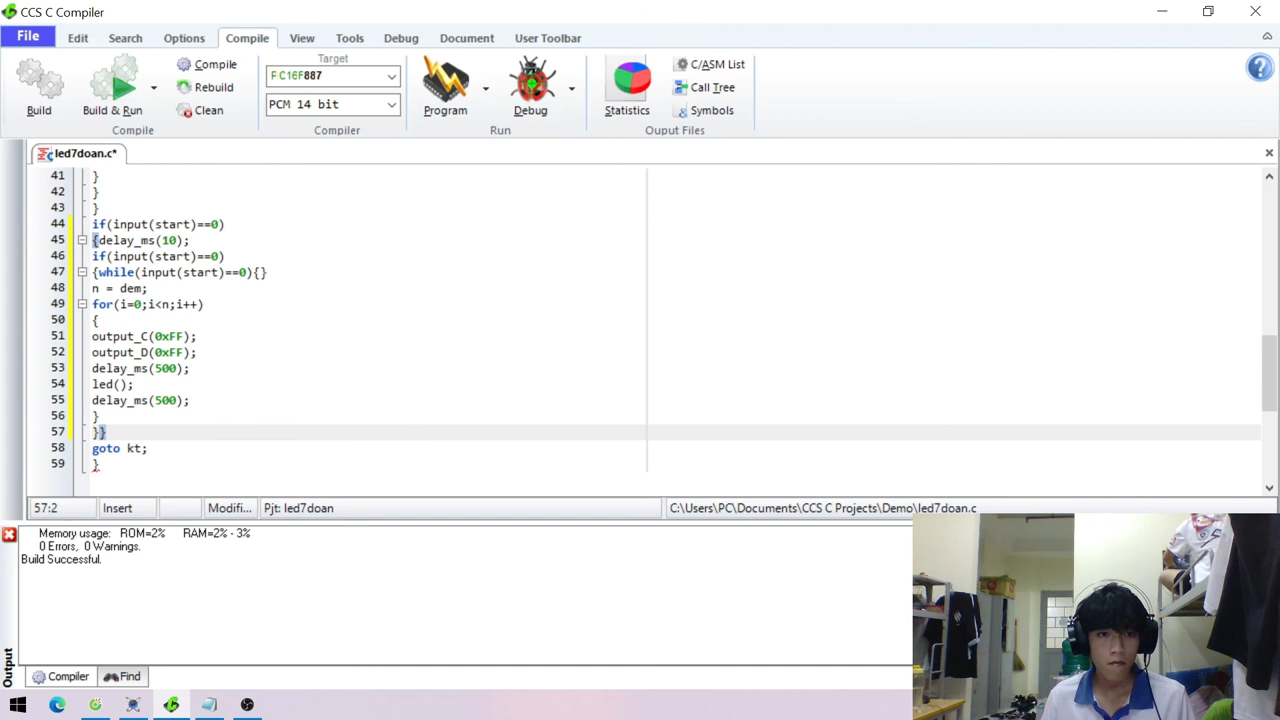 CCS C Compiler
File Edit Search Options Compile View Tools Debug Document User Toolbar
Build
Build & Run
Compile
Rebuild
Clean
Compile
Target
PIC16F887
PCM 14 bit
Compiler
Program
Debug
Run
Statistics
C/ASM List
Call Tree
Symbols
Ouput Files
led7doan.c*
41 }
42 }
43 }
44 if(input(start)==0)
45 {delay_ms(10);
46 if(input(start)==0)
47 {while(input(start)==0){}
48 n = dem;
49 for(i=0;i<n;i++)
50 {
51 output_C(0xFF);
52 output_D(0xFF);
53 delay_ms(500);
54 led();
55 delay_ms(500);
56 }
57 }}
58 goto kt;
59 }
57:2 Insert Modifi... Pjt: led7doan C:\Users\PC\Documents\CCS C Projects\Demo\led7doan.c
Memory usage: ROM=2% RAM=2% - 3%
0 Errors, 0 Warnings.
Build Successful.
Output
Compiler Find